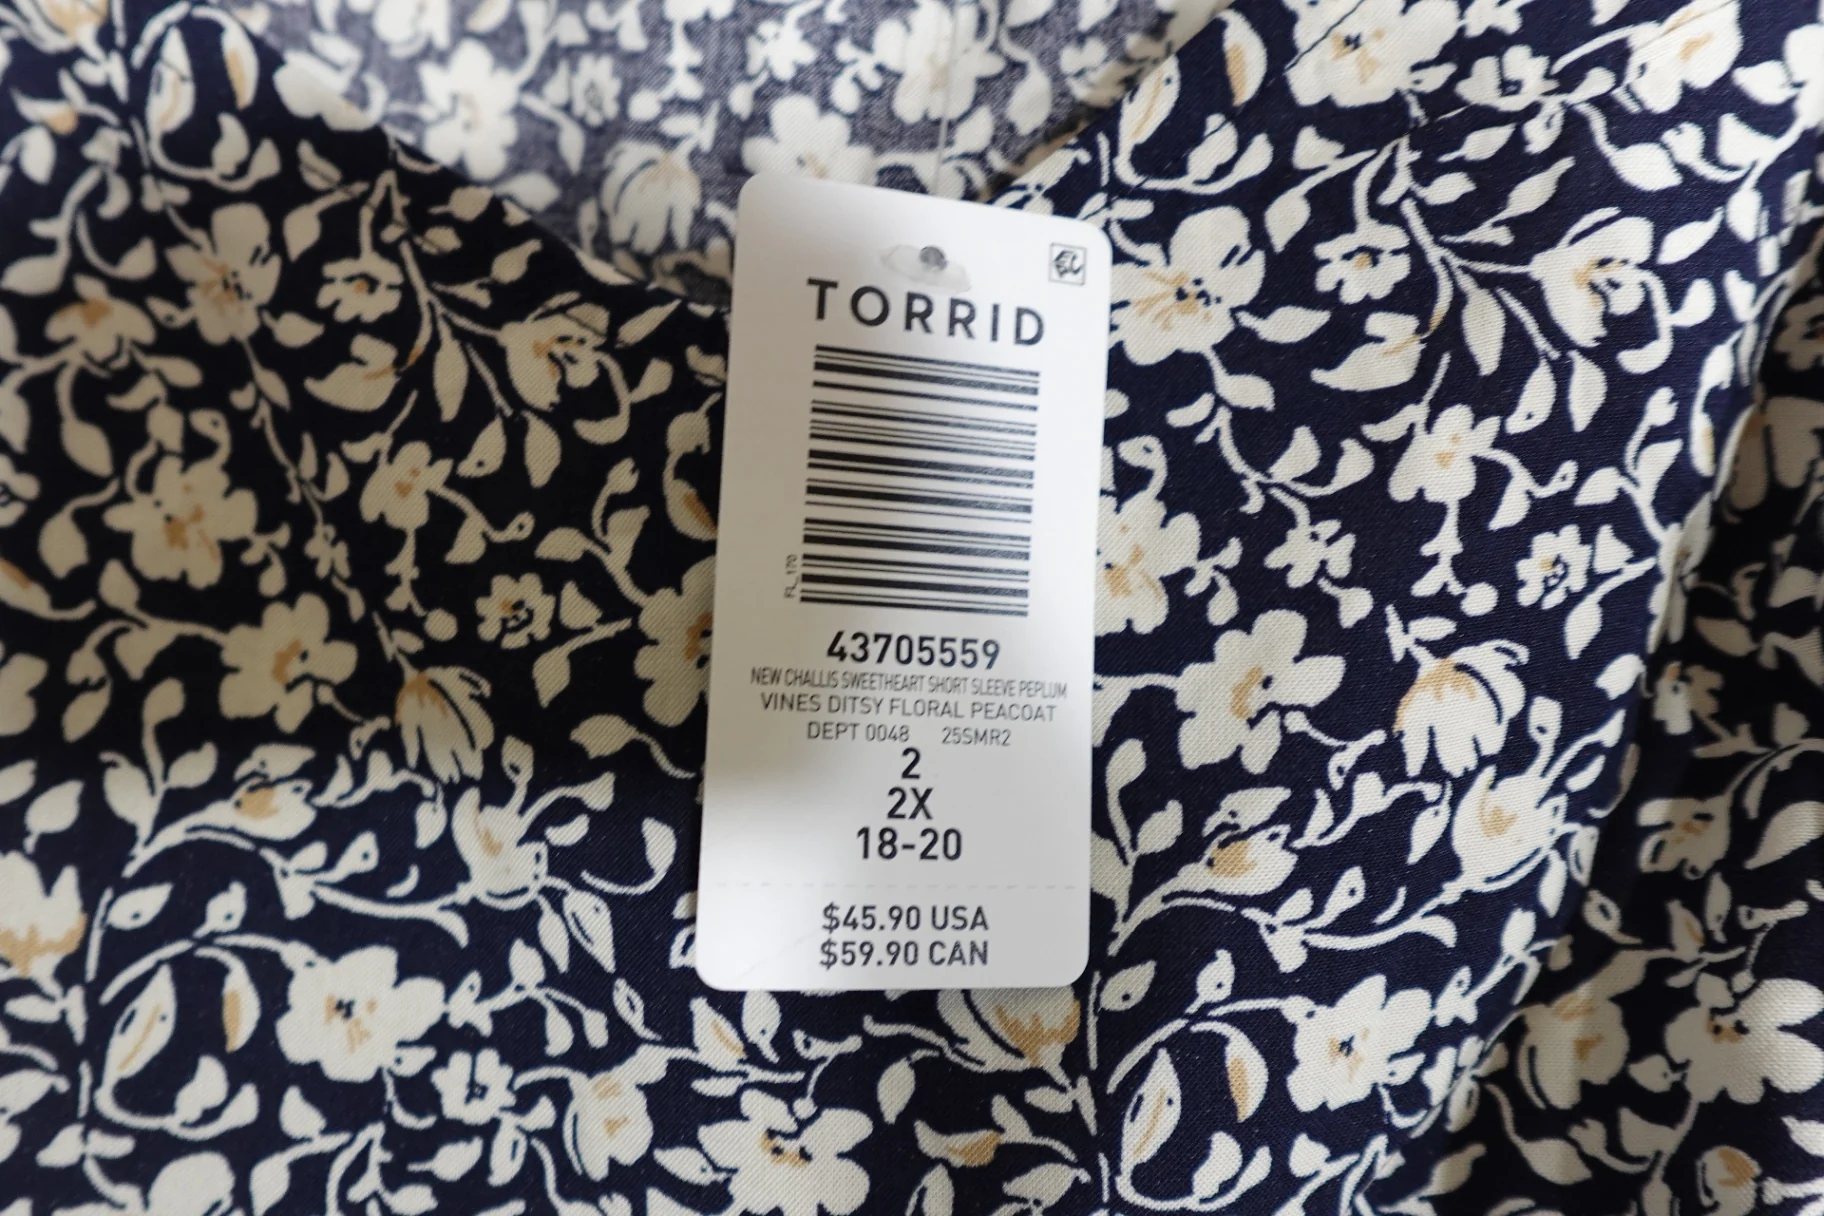 TORRID
FL_170
43705559
NEW CHALLIS SWEETHEART SHORT SLEEVE PEPLUM
VINES DITSY FLORAL PEACOAT
DEPT 0048 25SMR2
2
2X
18-20
$45.90 USA
$59.90 CAN